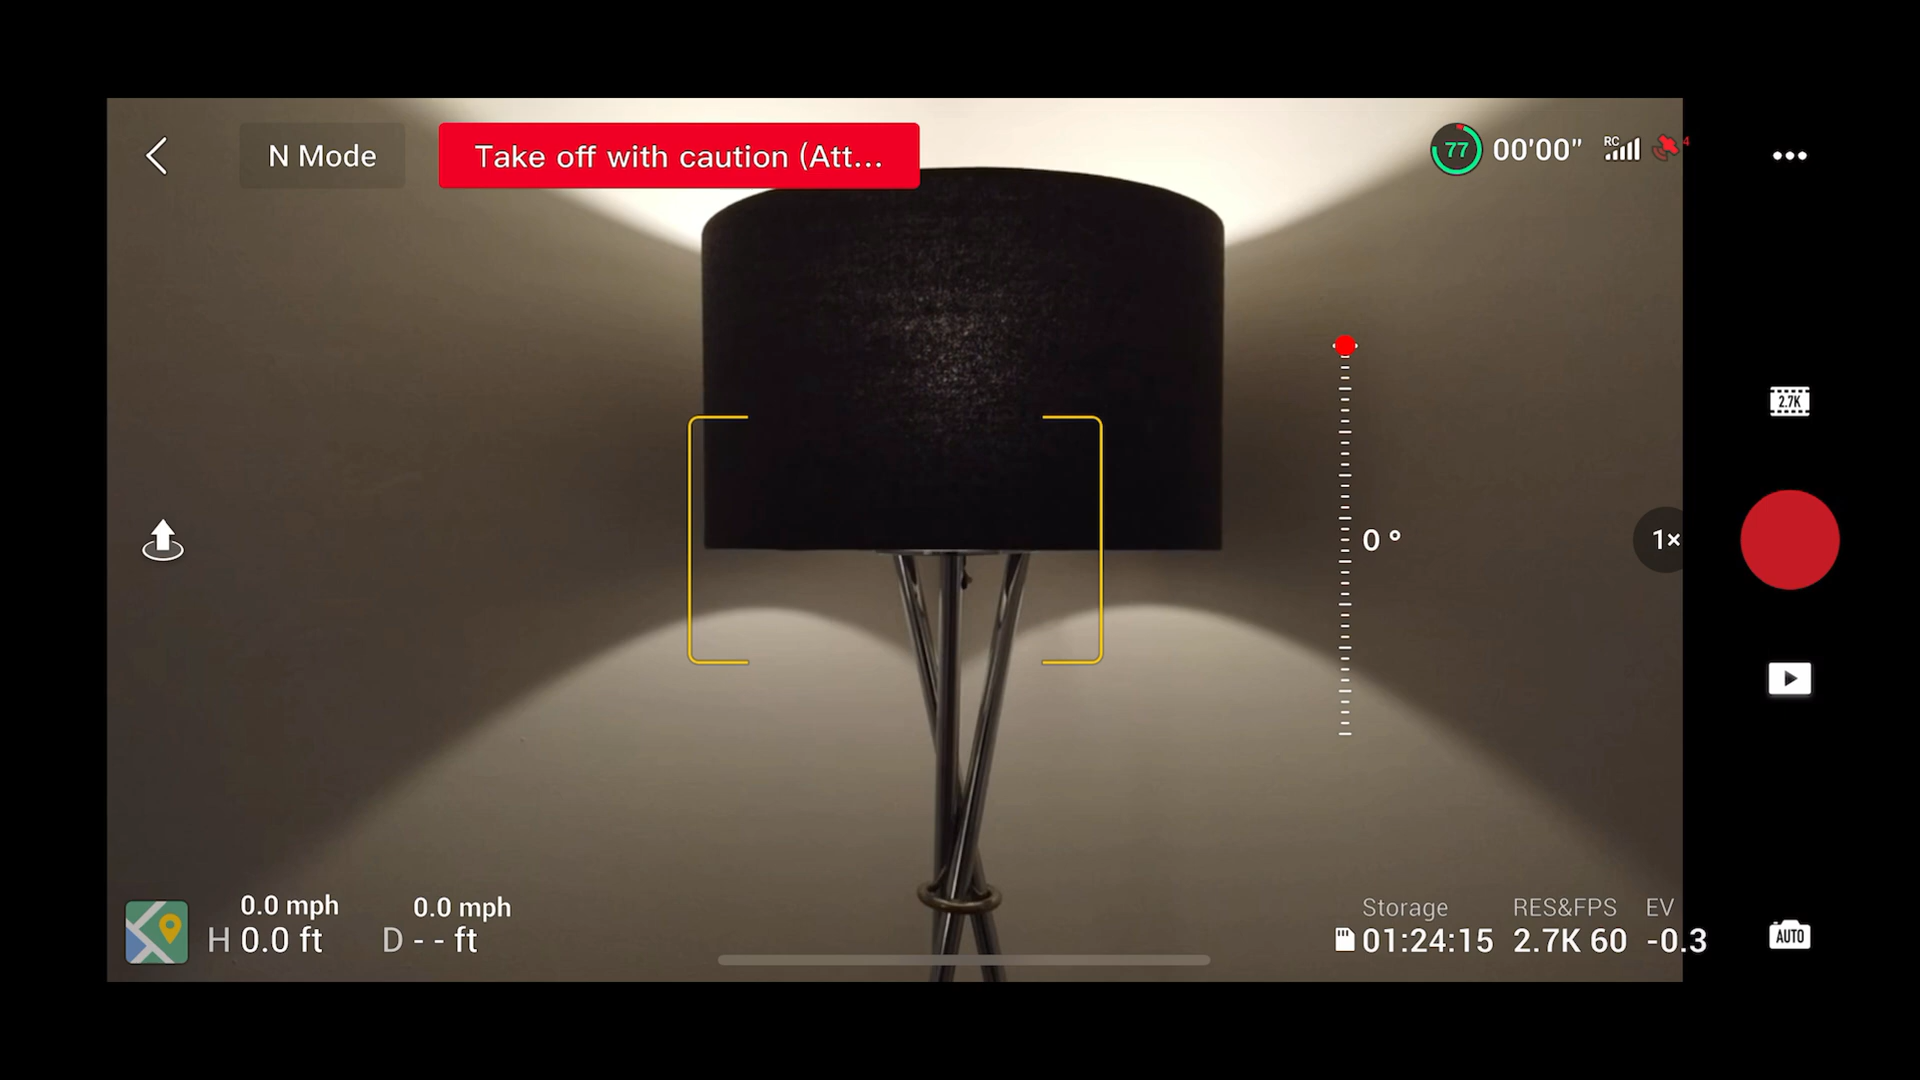 N Mode
Take off with caution (Att...
77
00'00"
RC
4
2.7K
0 °
1×
0.0 mph
0.0 mph
H 0.0 ft
D - - ft
Storage
RES&FPS
EV
01:24:15
2.7K 60
-0.3
AUTO